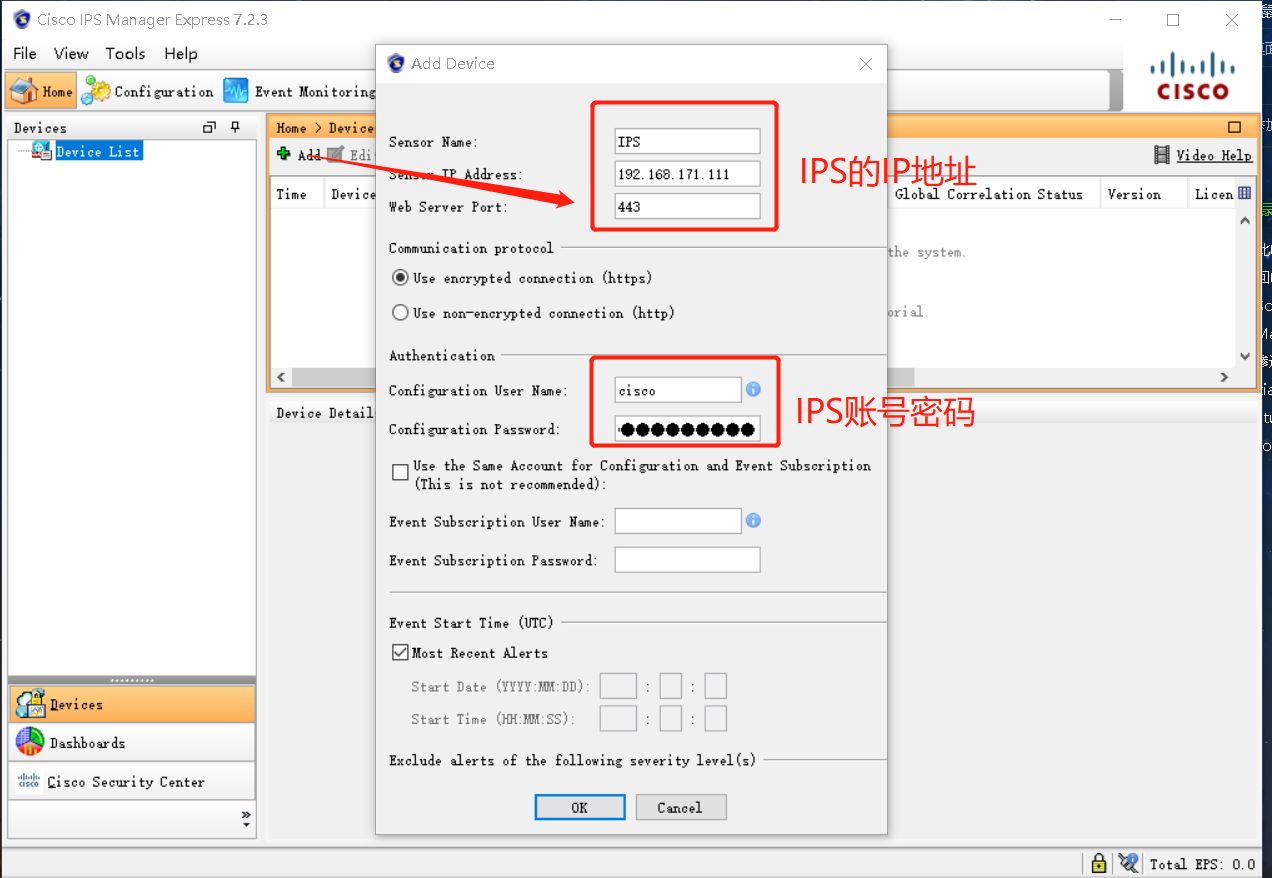 Cisco IPS Manager Express 7.2.3
File View Tools Help
Home Configuration Event Monitoring
CISCO
Devices
Device List
Home > Device
Add Edi
Video Help
Time Device Global Correlation Status Version Licen
the system.
orial.
Device Detail
Add Device
Sensor Name: IPS
Sensor IP Address: 192.168.171.111
Web Server Port: 443
IPS的IP地址
Communication protocol
Use encrypted connection (https)
Use non-encrypted connection (http)
Authentication
Configuration User Name: cisco
Configuration Password: ●●●●●●●●●
IPS账号密码
Use the Same Account for Configuration and Event Subscription
(This is not recommended):
Event Subscription User Name:
Event Subscription Password:
Event Start Time (UTC)
Most Recent Alerts
Start Date (YYYY:MM:DD): : :
Start Time (HH:MM:SS): : :
Exclude alerts of the following severity level(s)
OK Cancel
Devices
Dashboards
Cisco Security Center
Total EPS: 0.0